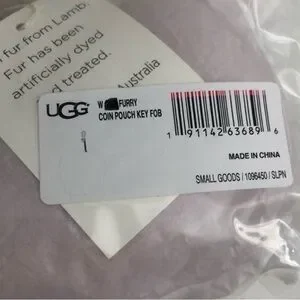 fur from Lamb.
Fur has been
artificially dyed
d treated.
Australia
UGG
W FURRY
COIN POUCH KEY FOB
1 91142 63689 6
MADE IN CHINA
SMALL GOODS / 1096450 / SLPN